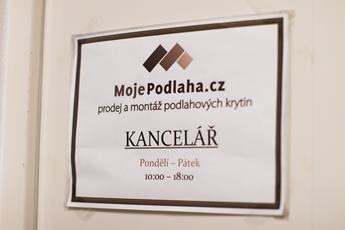 MojePodlaha.cz
prodej a montáž podlahových krytin
KANCELÁŘ
Pondělí – Pátek
10:00 – 18:00